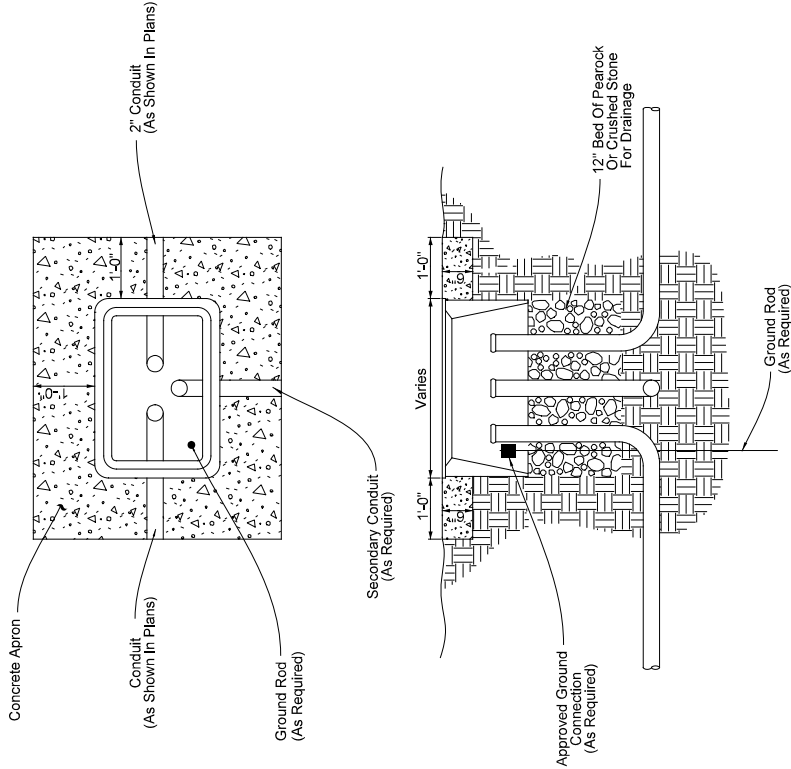 Concrete Apron
Conduit
(As Shown In Plans)
Ground Rod
(As Required)
1'-0"
1'-0"
2" Conduit
(As Shown In Plans)
Secondary Conduit
(As Required)
1'-0"
Varies
1'-0"
12" Bed Of Pearock
Or Crushed Stone
For Drainage
Approved Ground
Connection
(As Required)
Ground Rod
(As Required)